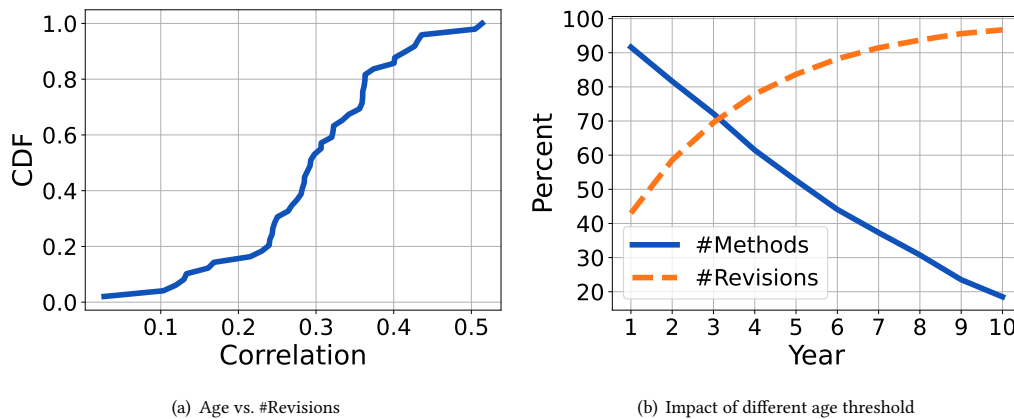 1.0
0.8
0.6
0.4
0.2
0.0
CDF
0.1 0.2 0.3 0.4 0.5
Correlation
(a) Age vs. #Revisions
100
90
80
70
60
50
40
30
20
Percent
#Methods
#Revisions
1 2 3 4 5 6 7 8 9 10
Year
(b) Impact of different age threshold